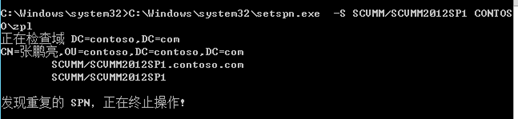 C:\Windows\system32>C:\Windows\system32\setspn.exe  -S SCVMM/SCVMM2012SP1 CONTOS
O\zpl
正在检查域 DC=contoso,DC=com
CN=张鹏亮,OU=contoso,DC=contoso,DC=com
SCVMM/SCVMM2012SP1.contoso.com
SCVMM/SCVMM2012SP1
发现重复的 SPN，正在终止操作!